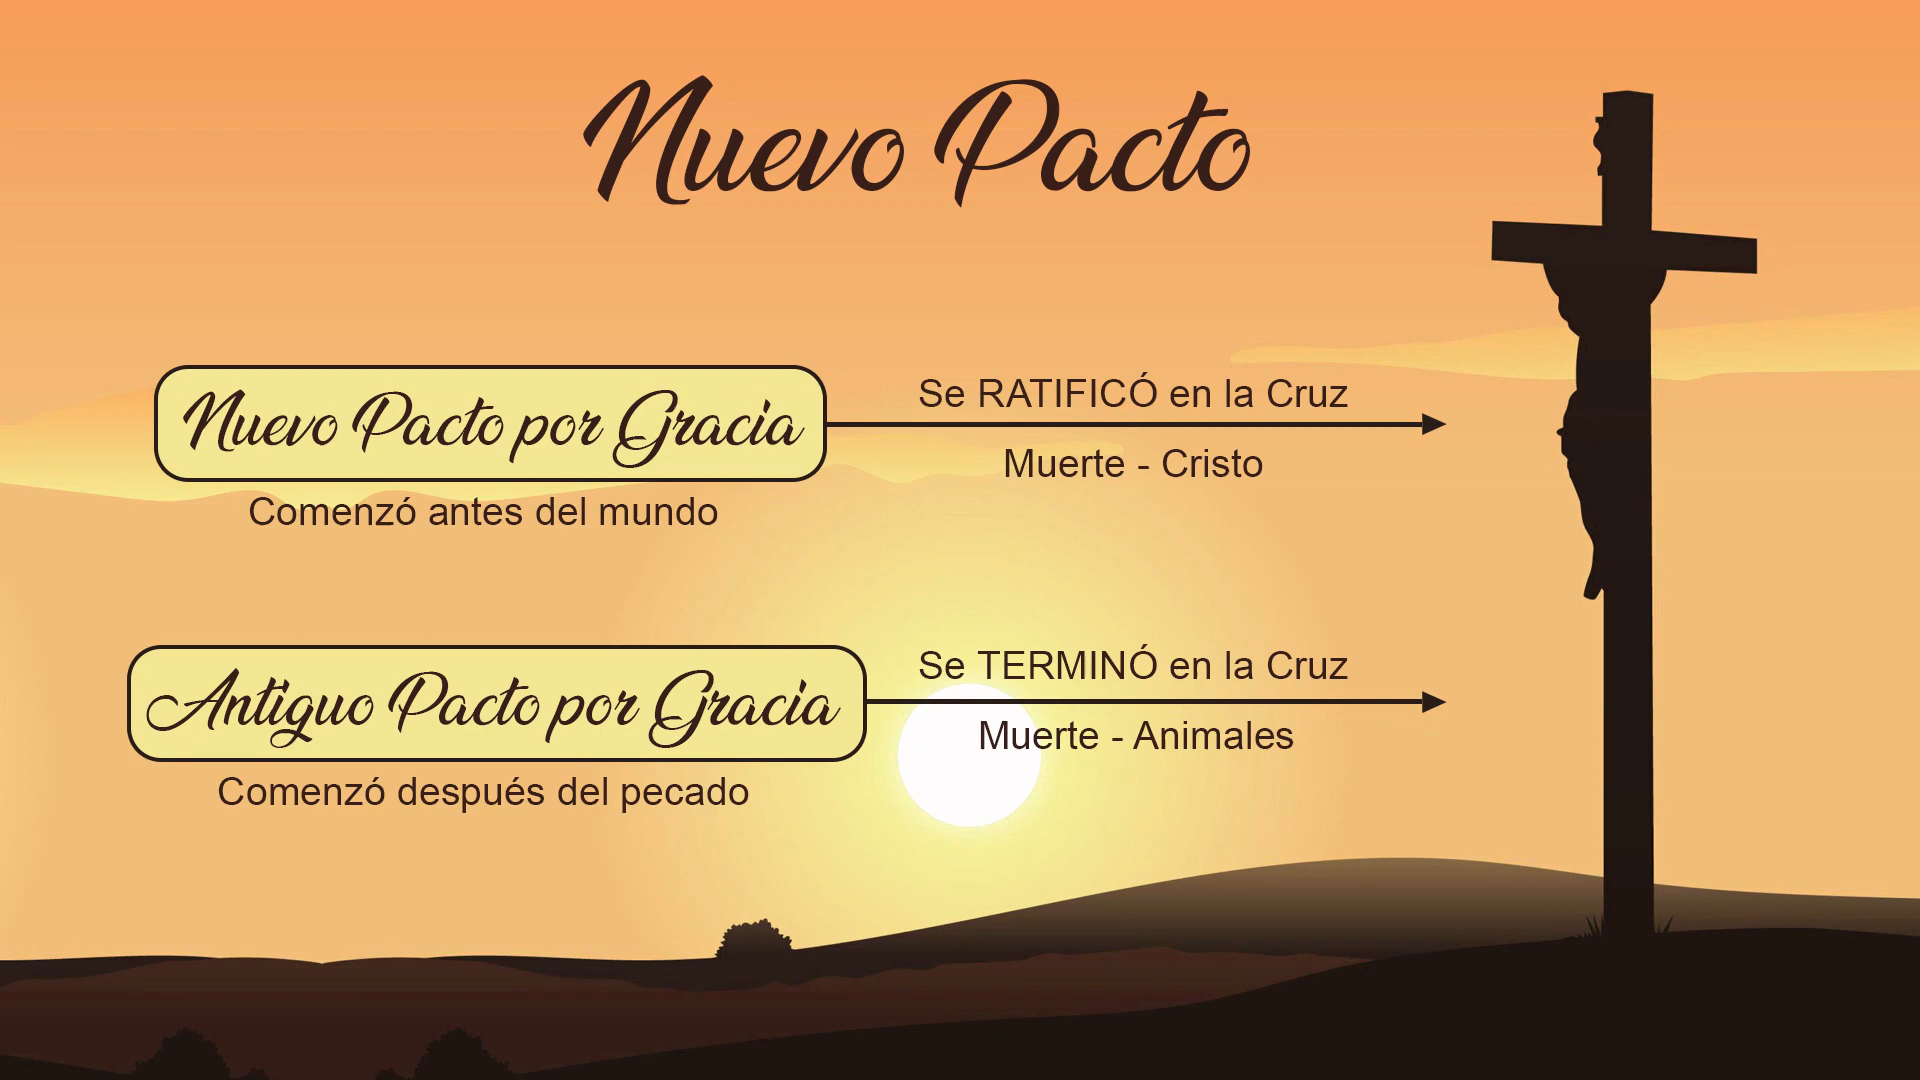 Nuevo Pacto
Nuevo Pacto por Gracia
Se RATIFICÓ en la Cruz
Muerte - Cristo
Comenzó antes del mundo
Antiguo Pacto por Gracia
Se TERMINÓ en la Cruz
Muerte - Animales
Comenzó después del pecado